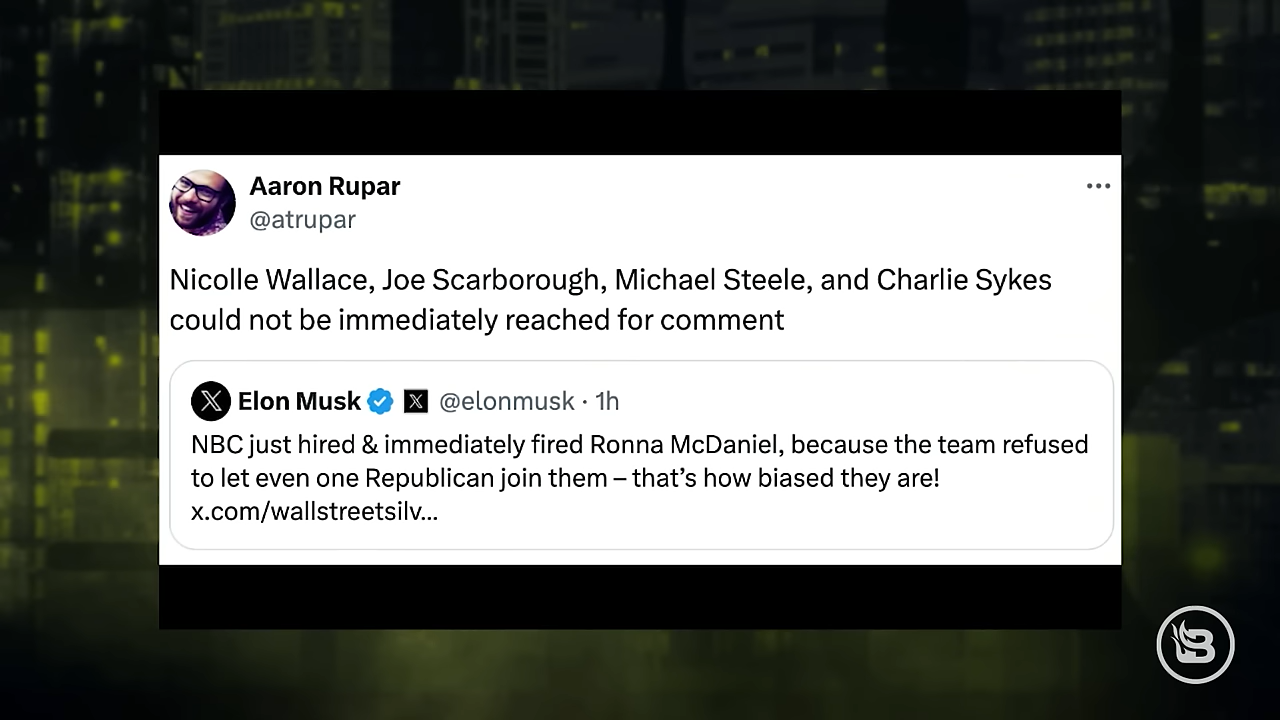 Aaron Rupar
@atrupar
Nicolle Wallace, Joe Scarborough, Michael Steele, and Charlie Sykes
could not be immediately reached for comment
Elon Musk @elonmusk · 1h
NBC just hired & immediately fired Ronna McDaniel, because the team refused
to let even one Republican join them – that’s how biased they are!
x.com/wallstreetsilv...
B